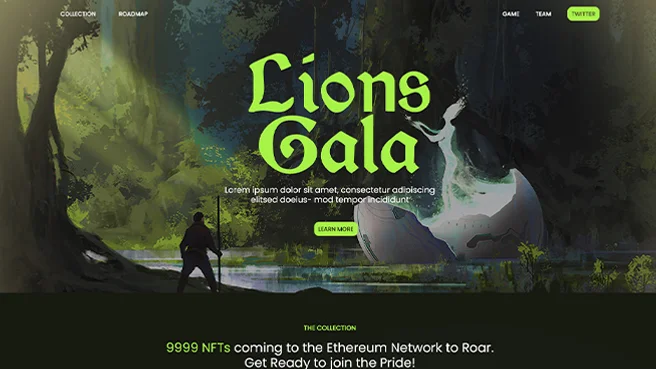 COLLECTION ROADMAP GAME TEAM TWITTER
Lions
Gala
Lorem ipsum dolor sit amet, consectetur adipiscing
elitsed doeius- mod tempor incididunt
LEARN MORE
THE COLLECTION
9999 NFTs coming to the Ethereum Network to Roar.
Get Ready to join the Pride!